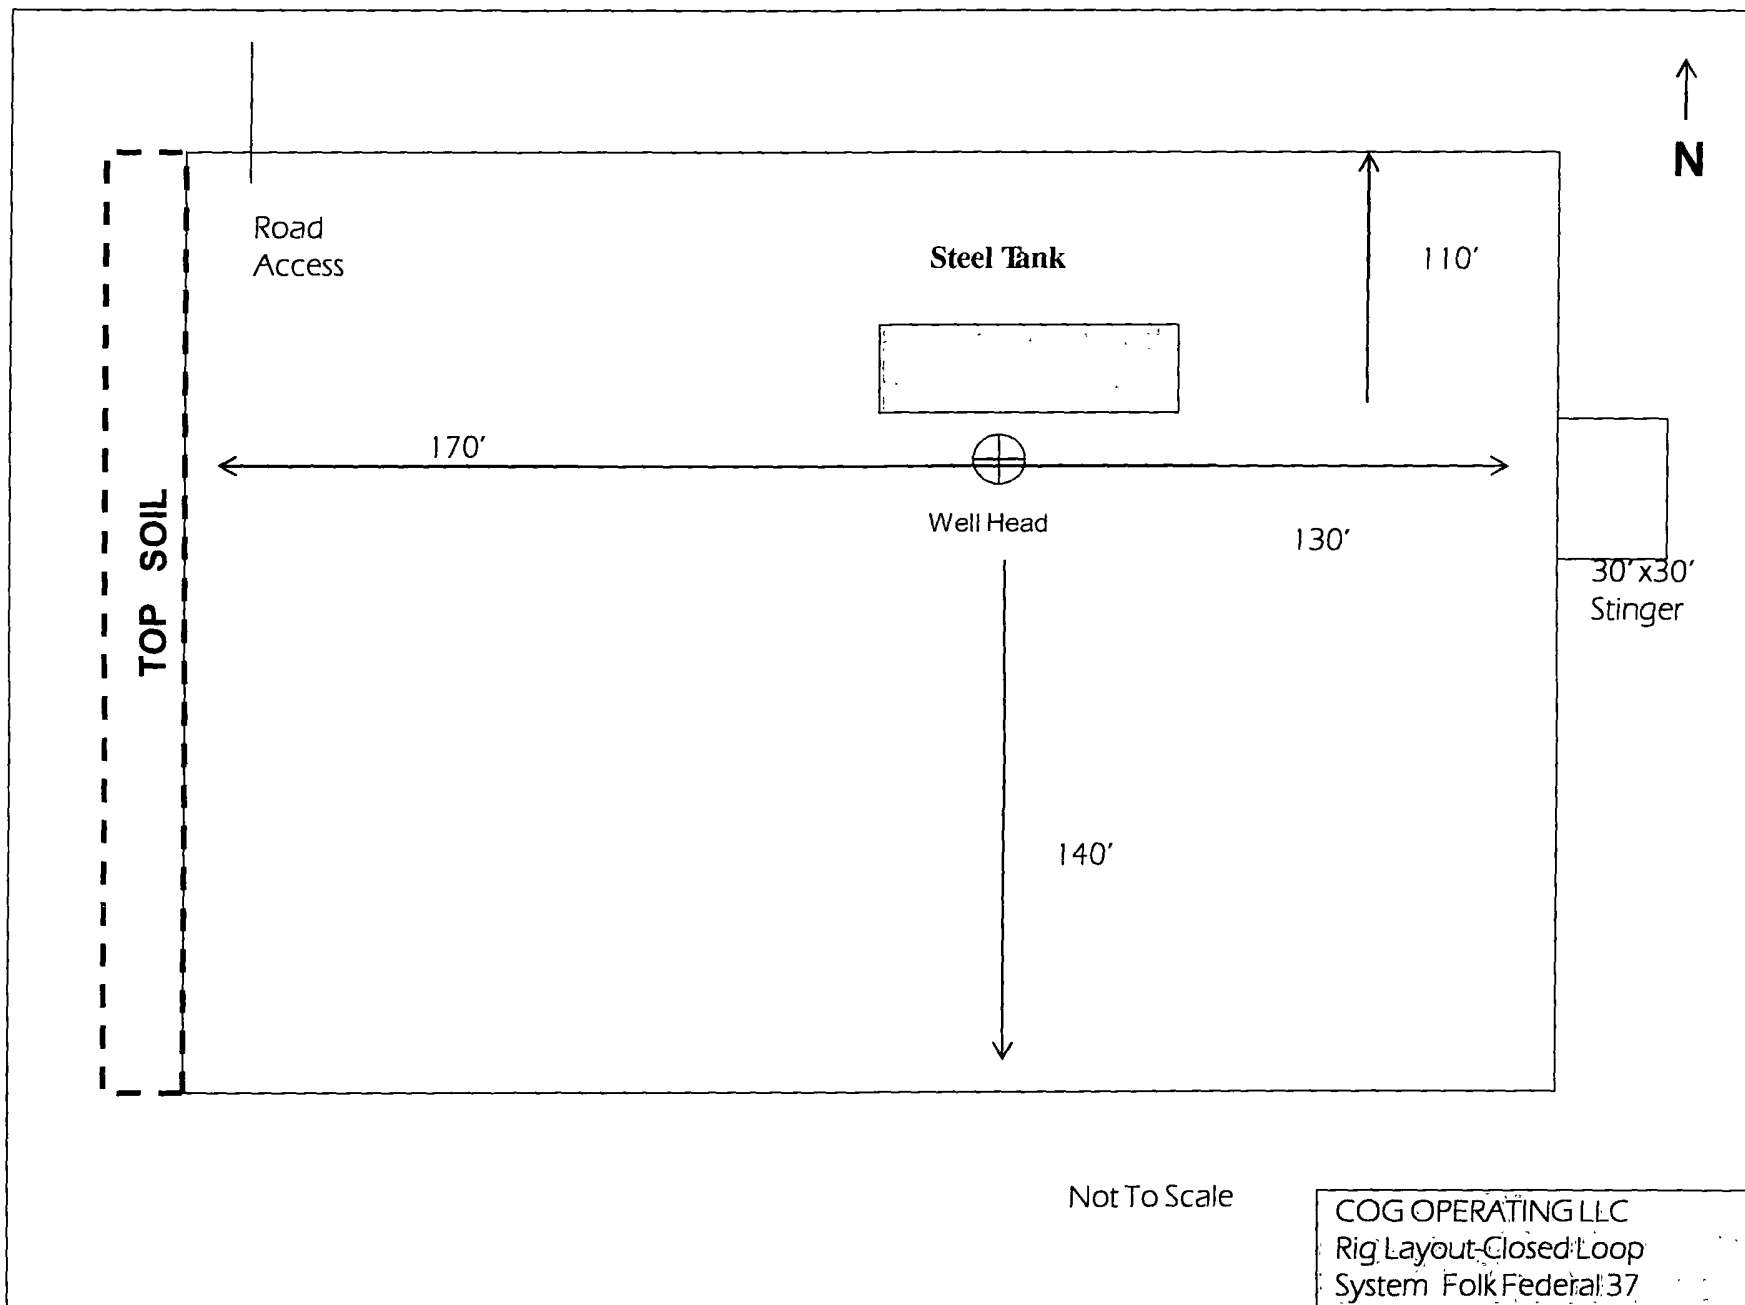 N
Road
Access
Steel Tank
110'
170'
Well Head
130'
TOP SOIL
30'x30'
Stinger
140'
Not To Scale
COG OPERATING LLC
Rig Layout-Closed Loop
System Folk Federal 37